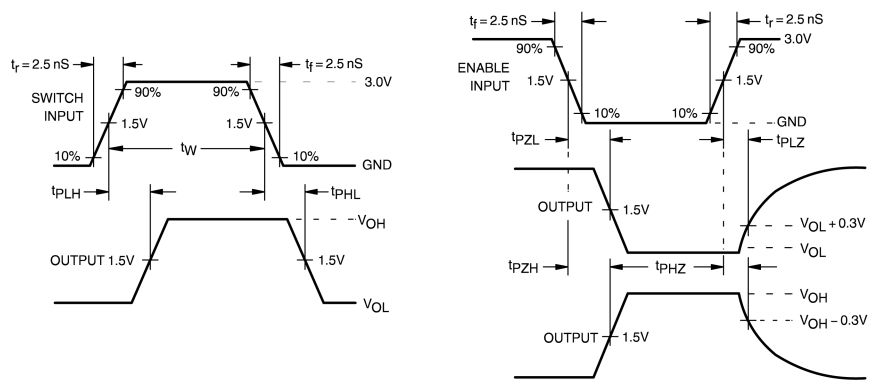 tr = 2.5 nS
tf = 2.5 nS
3.0V
SWITCH
INPUT
90%
90%
1.5V
1.5V
10%
tW
10%
GND
tPLH
tPHL
VOH
OUTPUT 1.5V
1.5V
VOL
tf = 2.5 nS
tr = 2.5 nS
3.0V
90%
90%
ENABLE
INPUT
1.5V
1.5V
10%
10%
GND
tPZL
tPLZ
OUTPUT
1.5V
VOL + 0.3V
VOL
tPZH
tPHZ
VOH
VOH – 0.3V
OUTPUT
1.5V